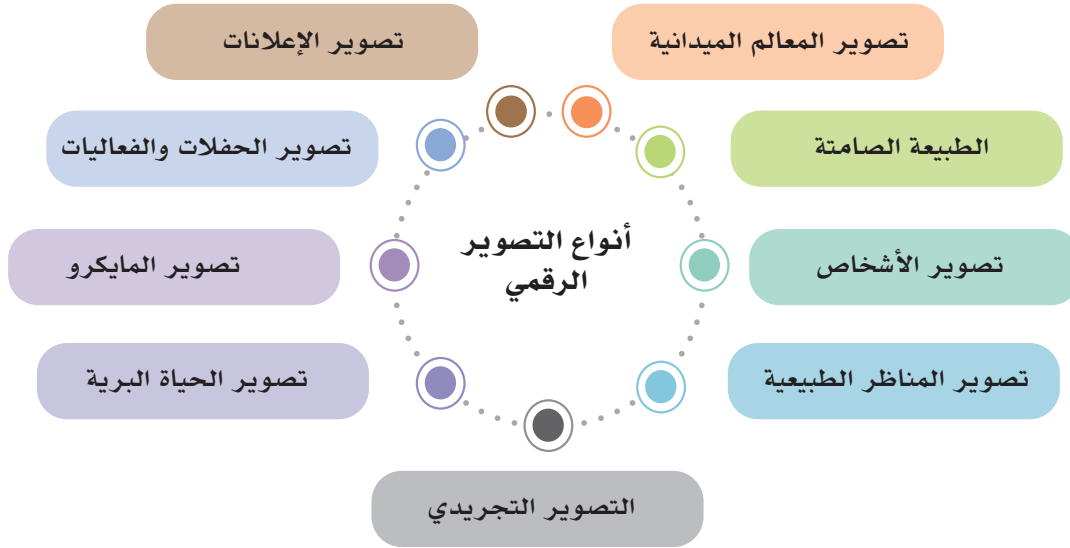 أنواع التصوير
الرقمي
تصوير المعالم الميدانية
الطبيعة الصامتة
تصوير الأشخاص
تصوير المناظر الطبيعية
التصوير التجريدي
تصوير الحياة البرية
تصوير المايكرو
تصوير الحفلات والفعاليات
تصوير الإعلانات